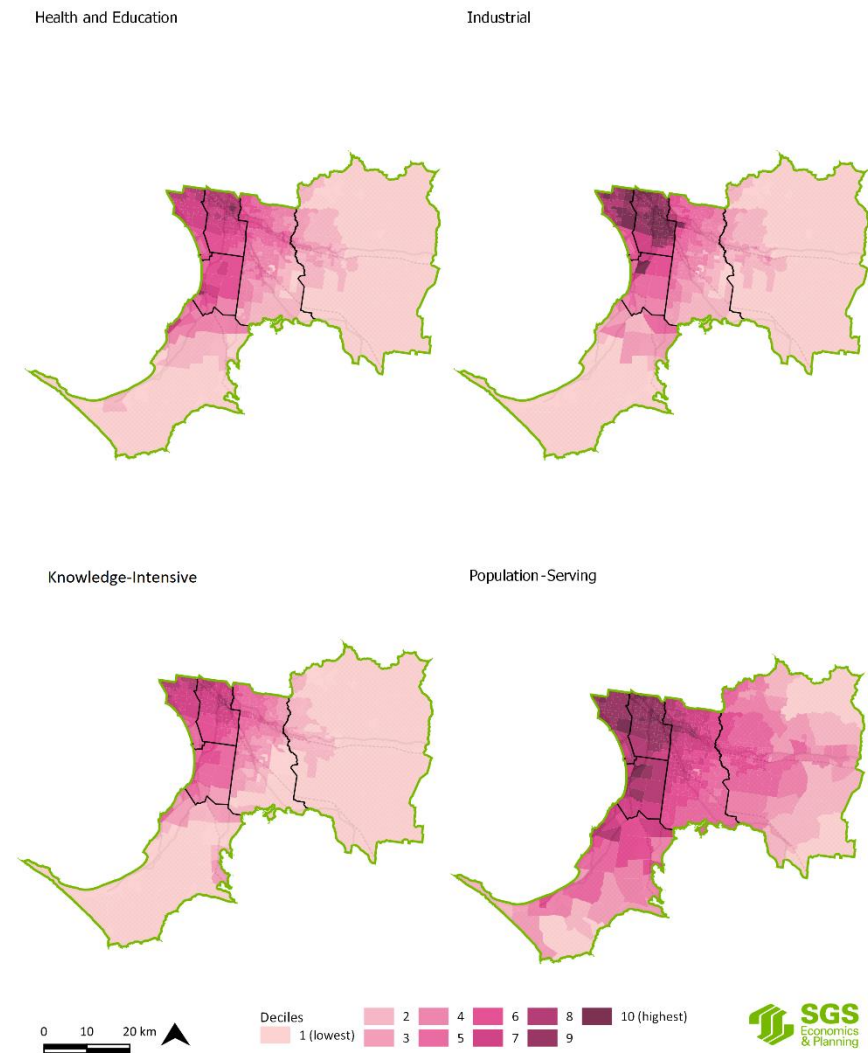 Health and Education
Industrial
Knowledge-Intensive
Population-Serving
0 10 20 km
Deciles
1 (lowest)
2
3
4
5
6
7
8
9
10 (highest)
SGS
Economics
& Planning